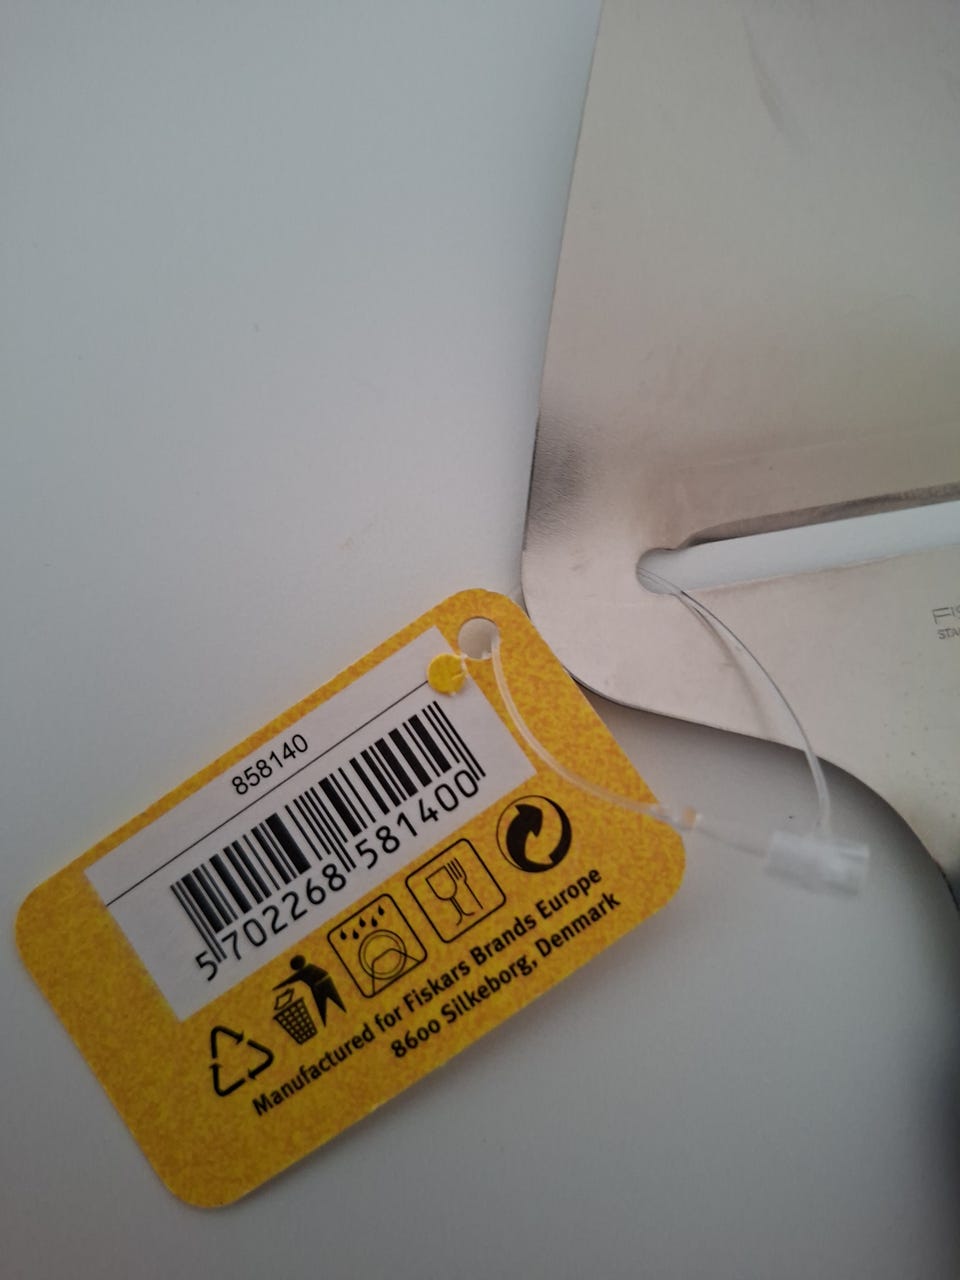 858140
5 702268 581400
Manufactured for Fiskars Brands Europe
8600 Silkeborg, Denmark